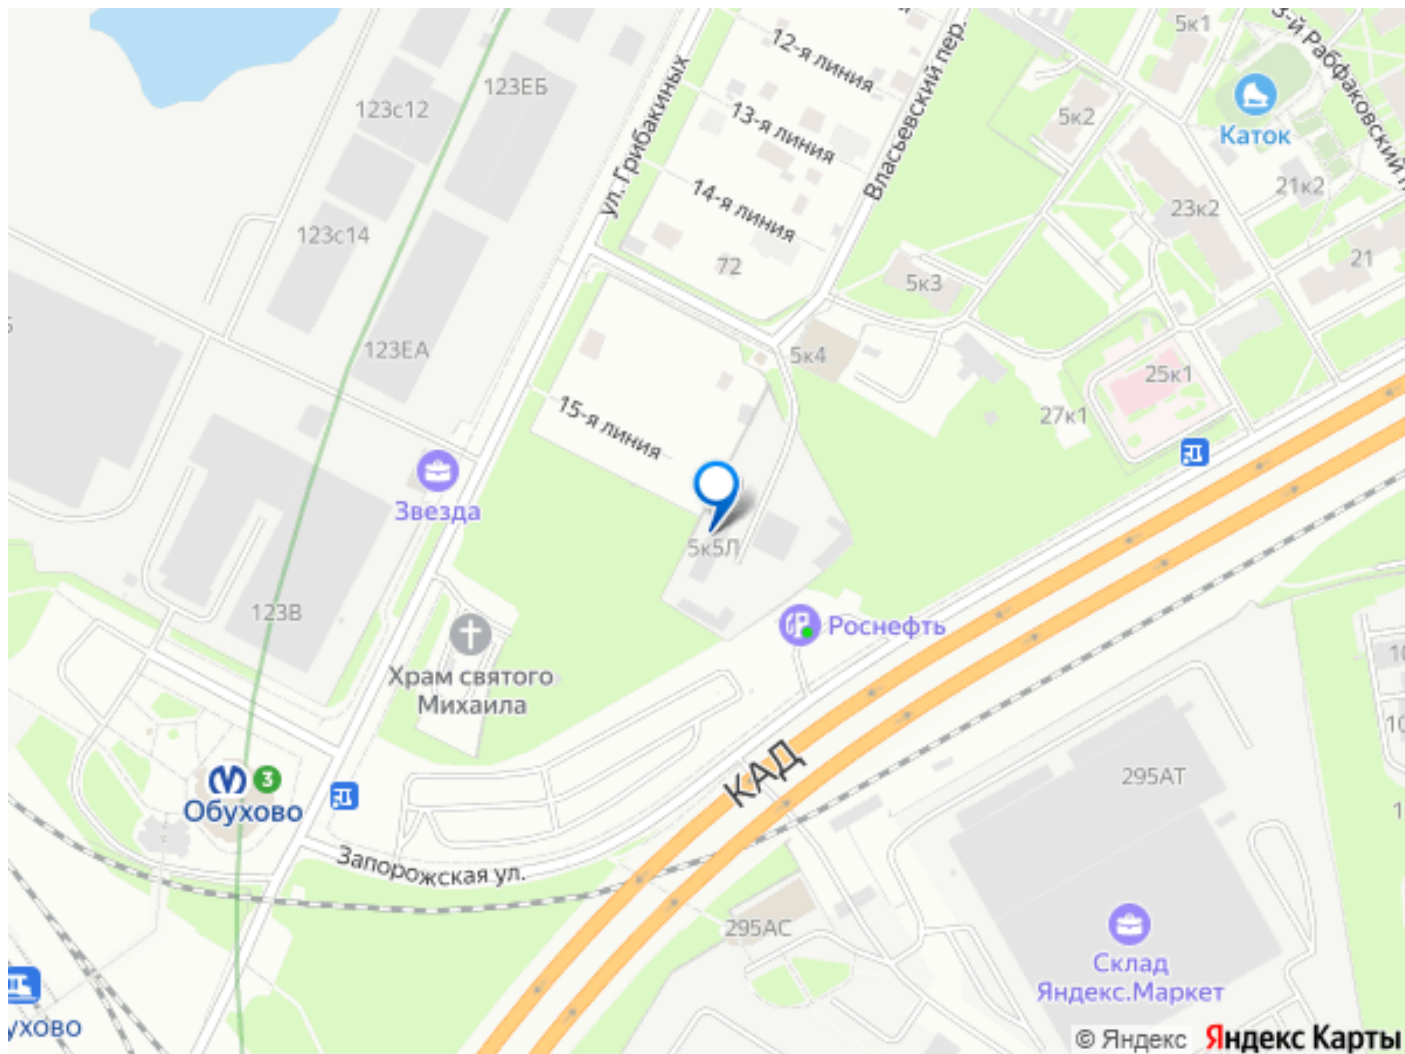 5к1
3-й Рабфаковский п
12-я линия
Власьевский пер.
ул. Грибакиных
123ЕБ
123с12
13-я линия
5к2
Каток
21к2
14-я линия
23к2
123с14
72
5к3
21
123ЕА
5к4
25к1
15-я линия
27к1
Звезда
5к5Л
123В
Роснефть
Храм святого
Михаила
КАД
3
Обухово
295АТ
Запорожская ул.
295АС
Склад
Яндекс.Маркет
ухово
© Яндекс Яндекс Карты